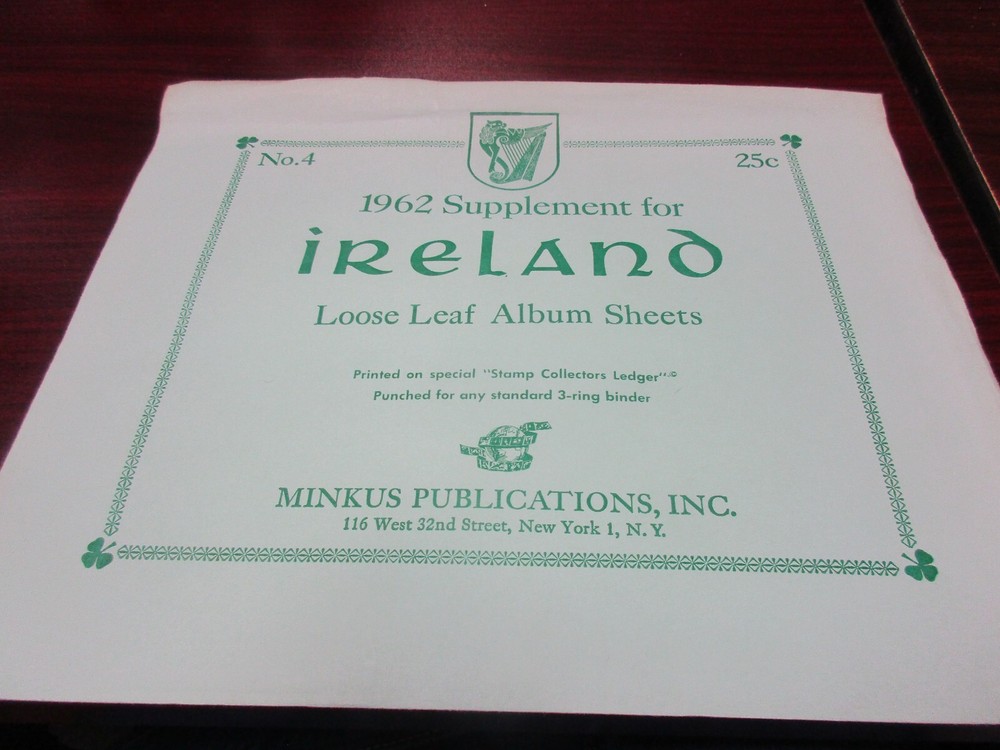 No.4
25c
1962 Supplement for
iReland
Loose Leaf Album Sheets
Printed on special "Stamp Collectors Ledger"©
Punched for any standard 3-ring binder
MINKUS PUBLICATIONS, INC.
116 West 32nd Street, New York 1, N. Y.